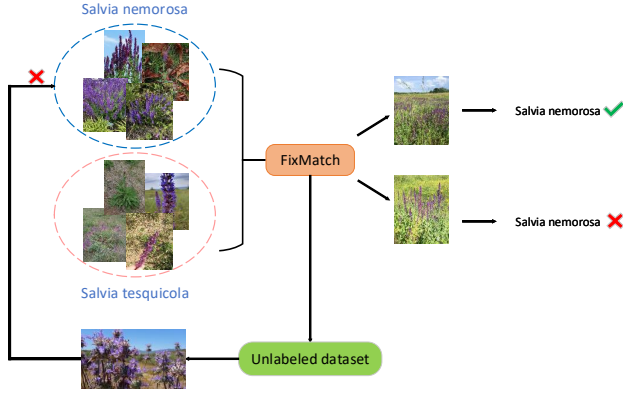 Salvia nemorosa
FixMatch
Salvia nemorosa
Salvia nemorosa
Salvia tesquicola
Unlabeled dataset